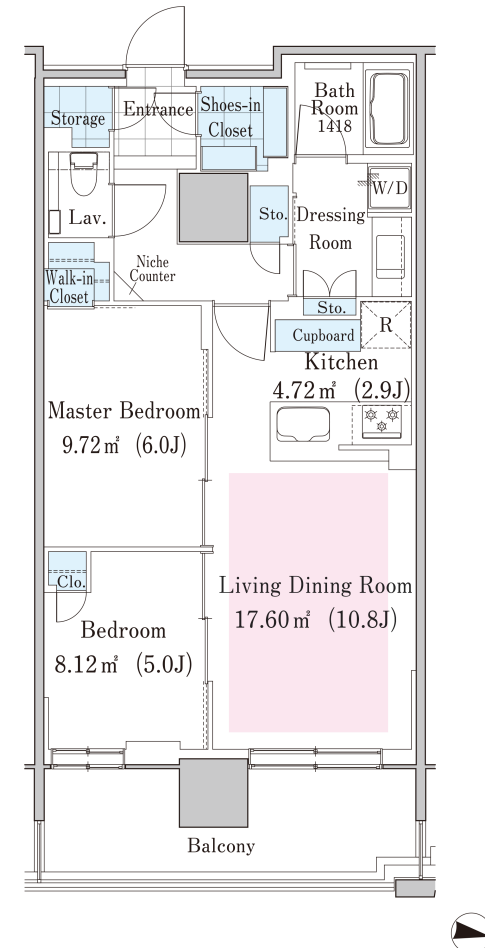 Bath
Room
1418
Storage
Entrance
Shoes-in
Closet
W/D
Lav.
Sto.
Dressing
Room
Niche
Counter
Walk-in
Closet
Sto.
Cupboard
R
Kitchen
4.72㎡ (2.9J)
Master Bedroom
9.72㎡ (6.0J)
Clo.
Living Dining Room
17.60㎡ (10.8J)
Bedroom
8.12㎡ (5.0J)
Balcony